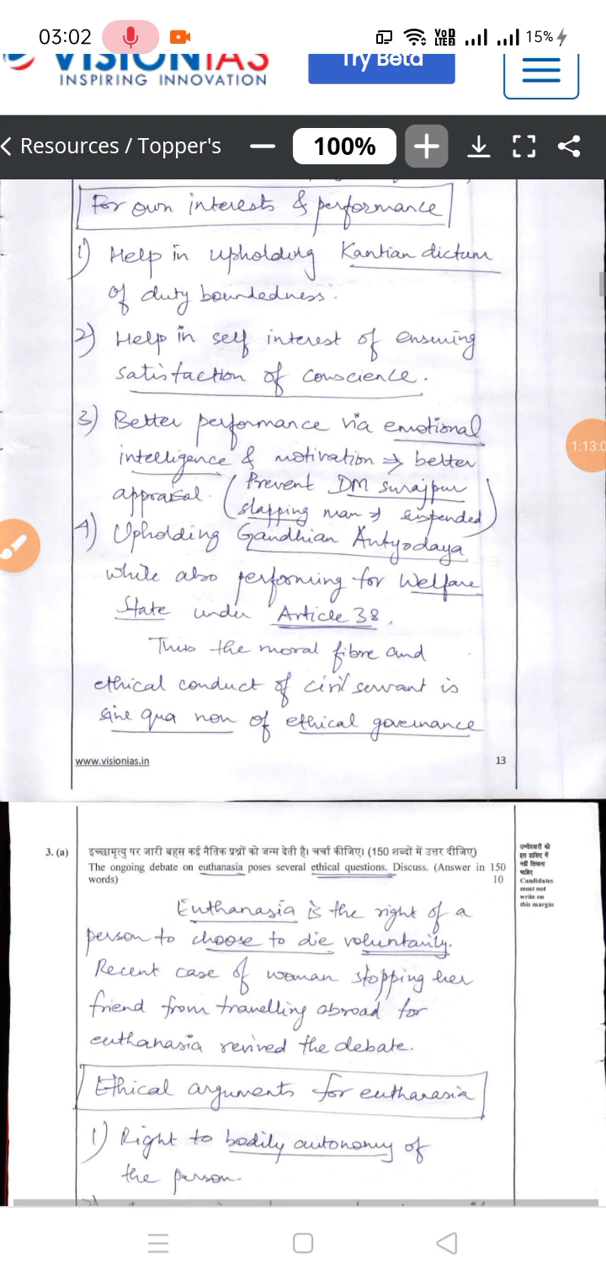 03:02
VoD LTE 15%
VISIONIAS
INSPIRING INNOVATION
Try Beta
Resources / Topper's
100%
For own interests & performance
1) Help in upholding Kantian dictum
of duty boundedness.
2) Help in self interest of ensuring
satisfaction of conscience.
3) Better performance via emotional
intelligence & motivation ⇒ better
appraisal. (Prevent DM Surajpur
slapping man ⇒ suspended)
4) Upholding Gandhian Antyodaya
while also performing for Welfare
State under Article 38.
Thus the moral fibre and
ethical conduct of civil servant is
sine qua non of ethical governance
www.visionias.in 13
1:13:0
3. (a) इच्छामृत्यु पर जारी बहस कई नैतिक प्रश्नों को जन्म देती है। चर्चा कीजिए। (150 शब्दों में उत्तर दीजिए)
The ongoing debate on euthanasia poses several ethical questions. Discuss. (Answer in 150
words) 10
उम्मीदवारों को
इस हाशिए में
नहीं लिखना
चाहिए
Candidates
must not
write on
this margin
Euthanasia is the right of a
person to choose to die voluntarily.
Recent case of woman stopping her
friend from travelling abroad for
euthanasia revived the debate.
Ethical arguments for euthanasia
1) Right to bodily autonomy of
the person.